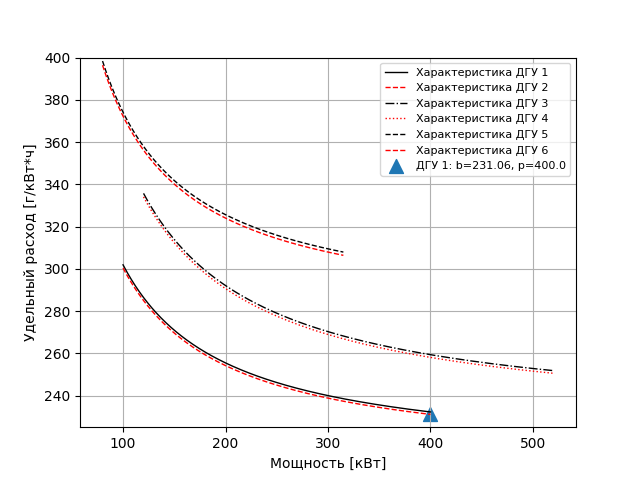 400
380
360
340
320
300
280
260
240
Удельный расход [г/кВт*ч]
Характеристика ДГУ 1
Характеристика ДГУ 2
Характеристика ДГУ 3
Характеристика ДГУ 4
Характеристика ДГУ 5
Характеристика ДГУ 6
ДГУ 1: b=231.06, p=400.0
100 200 300 400 500
Мощность [кВт]